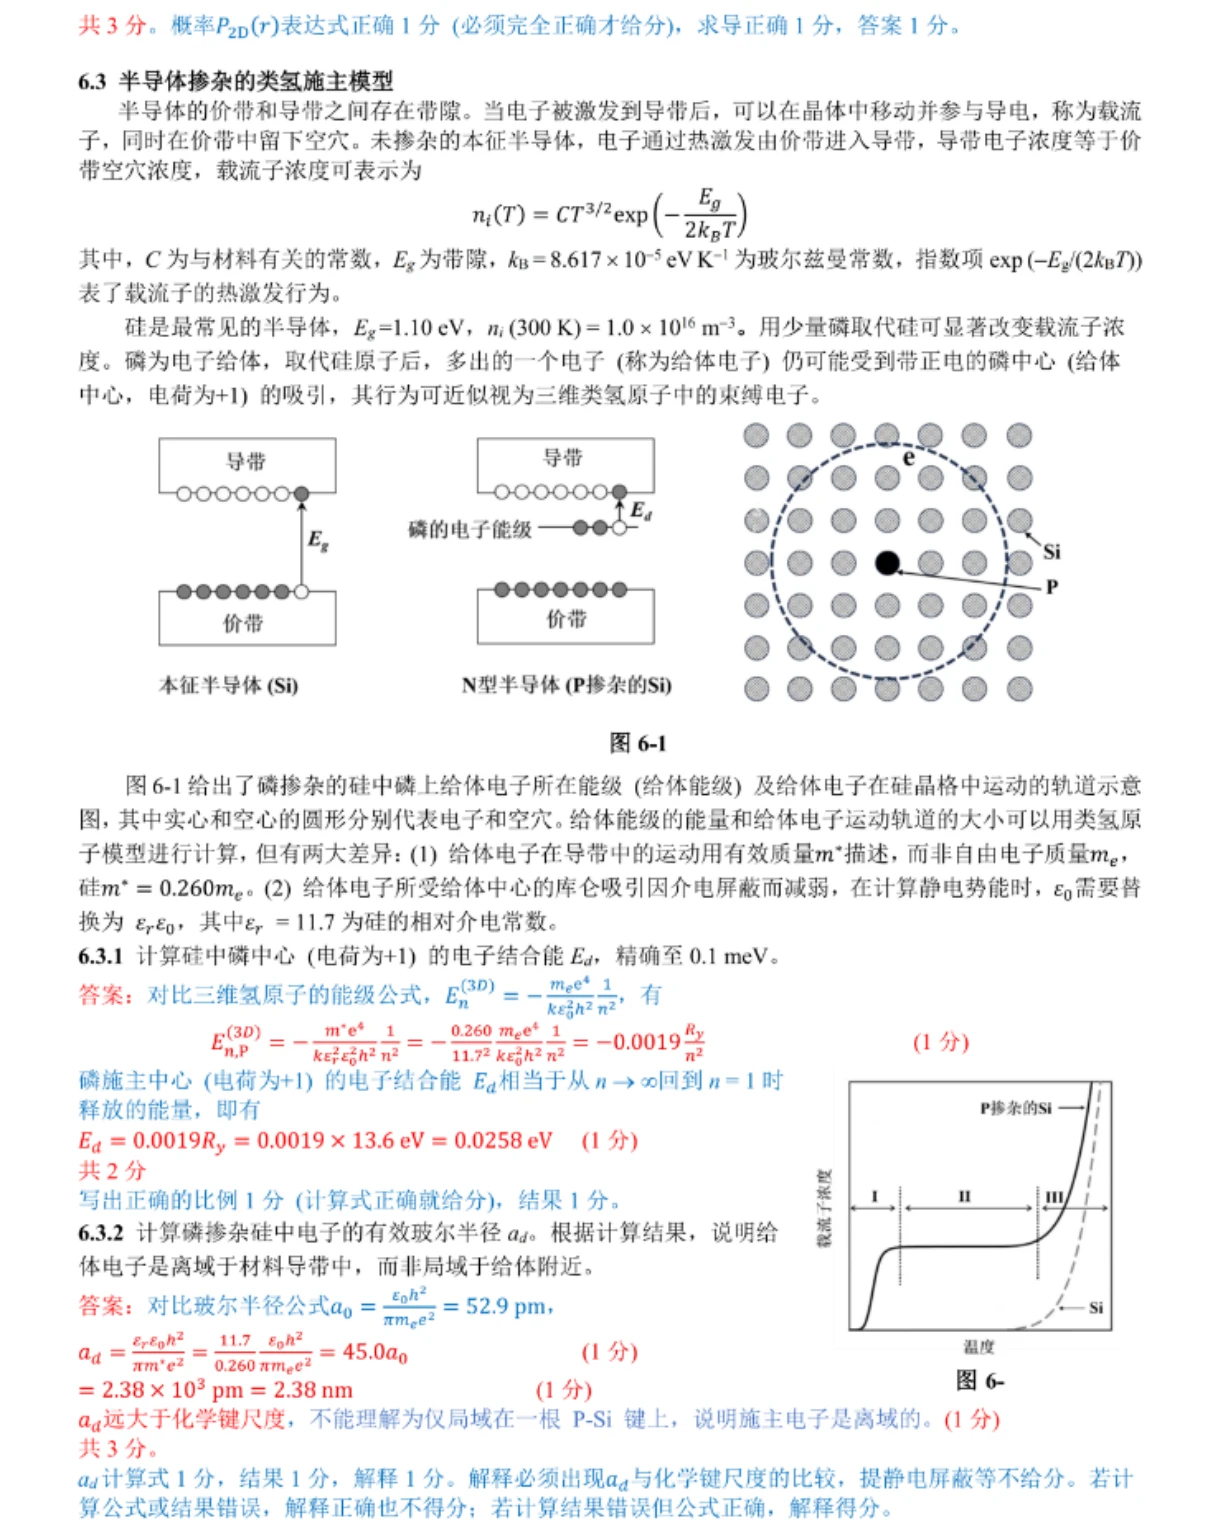 共 3 分。概率P₂D(r)表达式正确 1 分 (必须完全正确才给分)，求导正确 1 分，答案 1 分。
6.3 半导体掺杂的类氢施主模型
半导体的价带和导带之间存在带隙。当电子被激发到导带后，可以在晶体中移动并参与导电，称为载流
子，同时在价带中留下空穴。未掺杂的本征半导体，电子通过热激发由价带进入导带，导带电子浓度等于价
带空穴浓度，载流子浓度可表示为
nᵢ(T) = CT^{3/2}exp(−E_g/(2k_BT))
其中，C 为与材料有关的常数，E_g 为带隙，k_B = 8.617 × 10⁻⁵ eV K⁻¹ 为玻尔兹曼常数，指数项 exp (−E_g/(2k_BT))
表了载流子的热激发行为。
硅是最常见的半导体，E_g=1.10 eV，nᵢ (300 K) = 1.0 × 10¹⁶ m⁻³。用少量磷取代硅可显著改变载流子浓
度。磷为电子给体，取代硅原子后，多出的一个电子 (称为给体电子) 仍可能受到带正电的磷中心 (给体
中心，电荷为+1) 的吸引，其行为可近似视为三维类氢原子中的束缚电子。
导带
E_g
价带
本征半导体 (Si)
导带
磷的电子能级
E_d
价带
N型半导体 (P掺杂的Si)
e
Si
P
图 6-1
图 6-1 给出了磷掺杂的硅中磷上给体电子所在能级 (给体能级) 及给体电子在硅晶格中运动的轨道示意
图，其中实心和空心的圆形分别代表电子和空穴。给体能级的能量和给体电子运动轨道的大小可以用类氢原
子模型进行计算，但有两大差异：(1) 给体电子在导带中的运动用有效质量m*描述，而非自由电子质量m_e，
硅m* = 0.260m_e。(2) 给体电子所受给体中心的库仑吸引因介电屏蔽而减弱，在计算静电势能时，ε₀需要替
换为 ε_rε₀，其中ε_r = 11.7 为硅的相对介电常数。
6.3.1 计算硅中磷中心 (电荷为+1) 的电子结合能 E_d，精确至 0.1 meV。
答案：对比三维氢原子的能级公式，E_n^{(3D)} = −(m_e e⁴)/(kε₀²h²) 1/n²，有
E_{n,P}^{(3D)} = −(m*e⁴)/(kε_r²ε₀²h²) 1/n² = −0.260/11.7² (m_e e⁴)/(kε₀²h²) 1/n² = −0.0019 R_y/n² (1 分)
磷施主中心 (电荷为+1) 的电子结合能 E_d相当于从 n → ∞回到 n = 1 时
释放的能量，即有
E_d = 0.0019R_y = 0.0019 × 13.6 eV = 0.0258 eV (1 分)
共 2 分
写出正确的比例 1 分 (计算式正确就给分)，结果 1 分。
6.3.2 计算磷掺杂硅中电子的有效玻尔半径 a_d。根据计算结果，说明给
体电子是离域于材料导带中，而非局域于给体附近。
答案：对比玻尔半径公式a₀ = (ε₀h²)/(πm_e e²) = 52.9 pm，
a_d = (ε_rε₀h²)/(πm*e²) = 11.7/0.260 (ε₀h²)/(πm_e e²) = 45.0a₀ (1 分)
= 2.38 × 10³ pm = 2.38 nm (1 分)
载流子浓度
P掺杂的Si
I
II
III
Si
温度
图 6-
a_d远大于化学键尺度，不能理解为仅局域在一根 P-Si 键上，说明施主电子是离域的。(1 分)
共 3 分。
a_d 计算式 1 分，结果 1 分，解释 1 分。解释必须出现a_d与化学键尺度的比较，提静电屏蔽等不给分。若计
算公式或结果错误，解释正确也不得分；若计算结果错误但公式正确，解释得分。